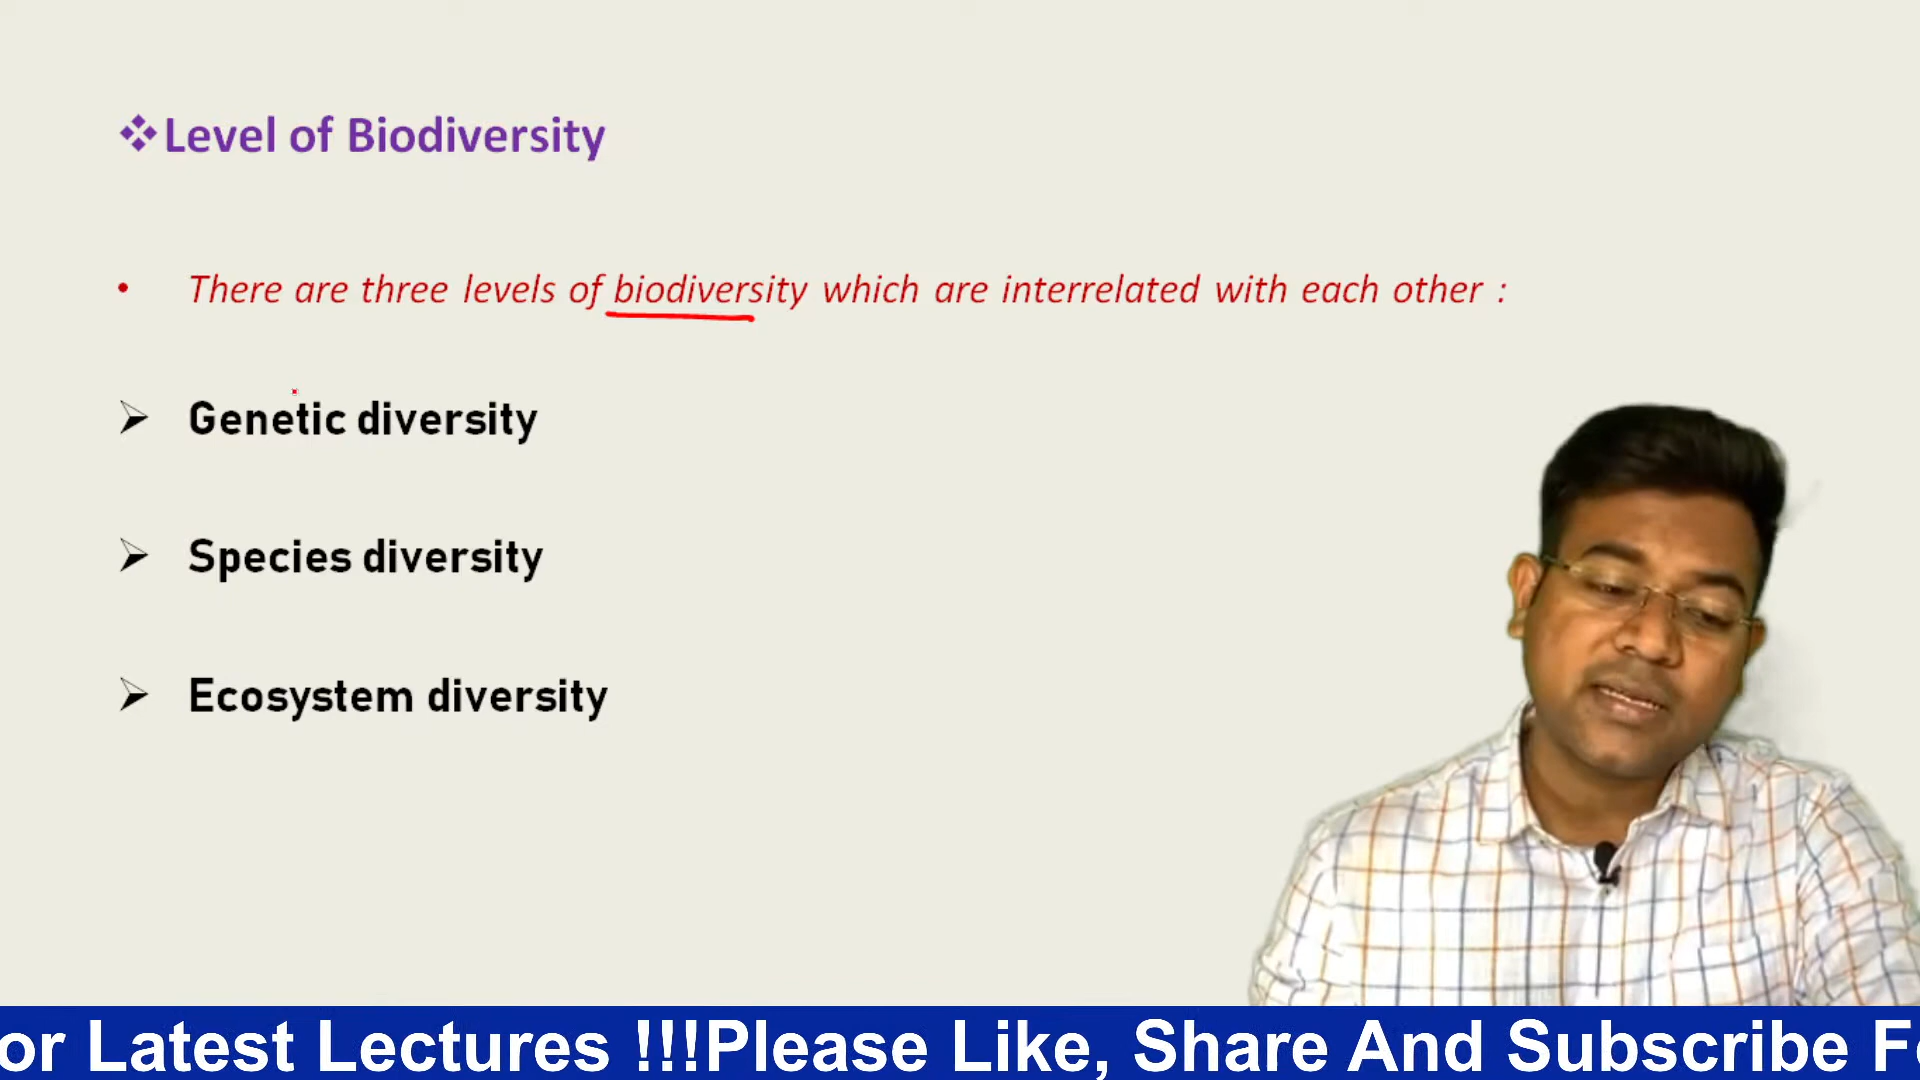 Level of Biodiversity
There are three levels of biodiversity which are interrelated with each other :
Genetic diversity
Species diversity
Ecosystem diversity
or Latest Lectures !!!Please Like, Share And Subscribe F